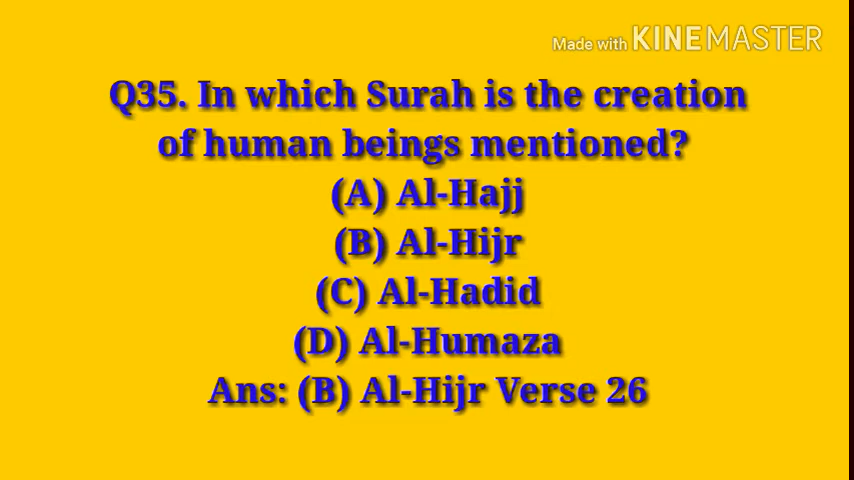 Made with KINEMASTER
Q35. In which Surah is the creation
of human beings mentioned?
(A) Al-Hajj
(B) Al-Hijr
(C) Al-Hadid
(D) Al-Humaza
Ans: (B) Al-Hijr Verse 26